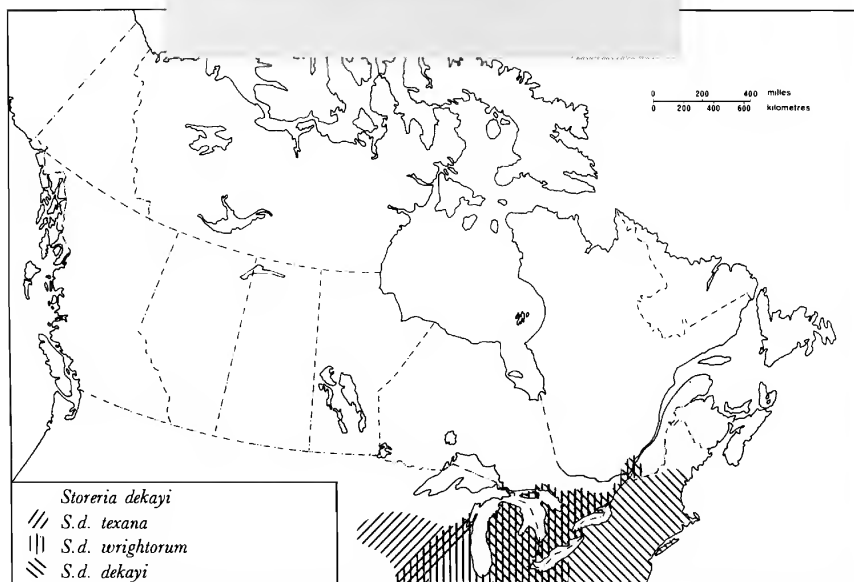 0 200 400 miles
0 200 400 600 kilometres
Storeria dekayi
S.d. texana
S.d. wrightorum
S.d. dekayi